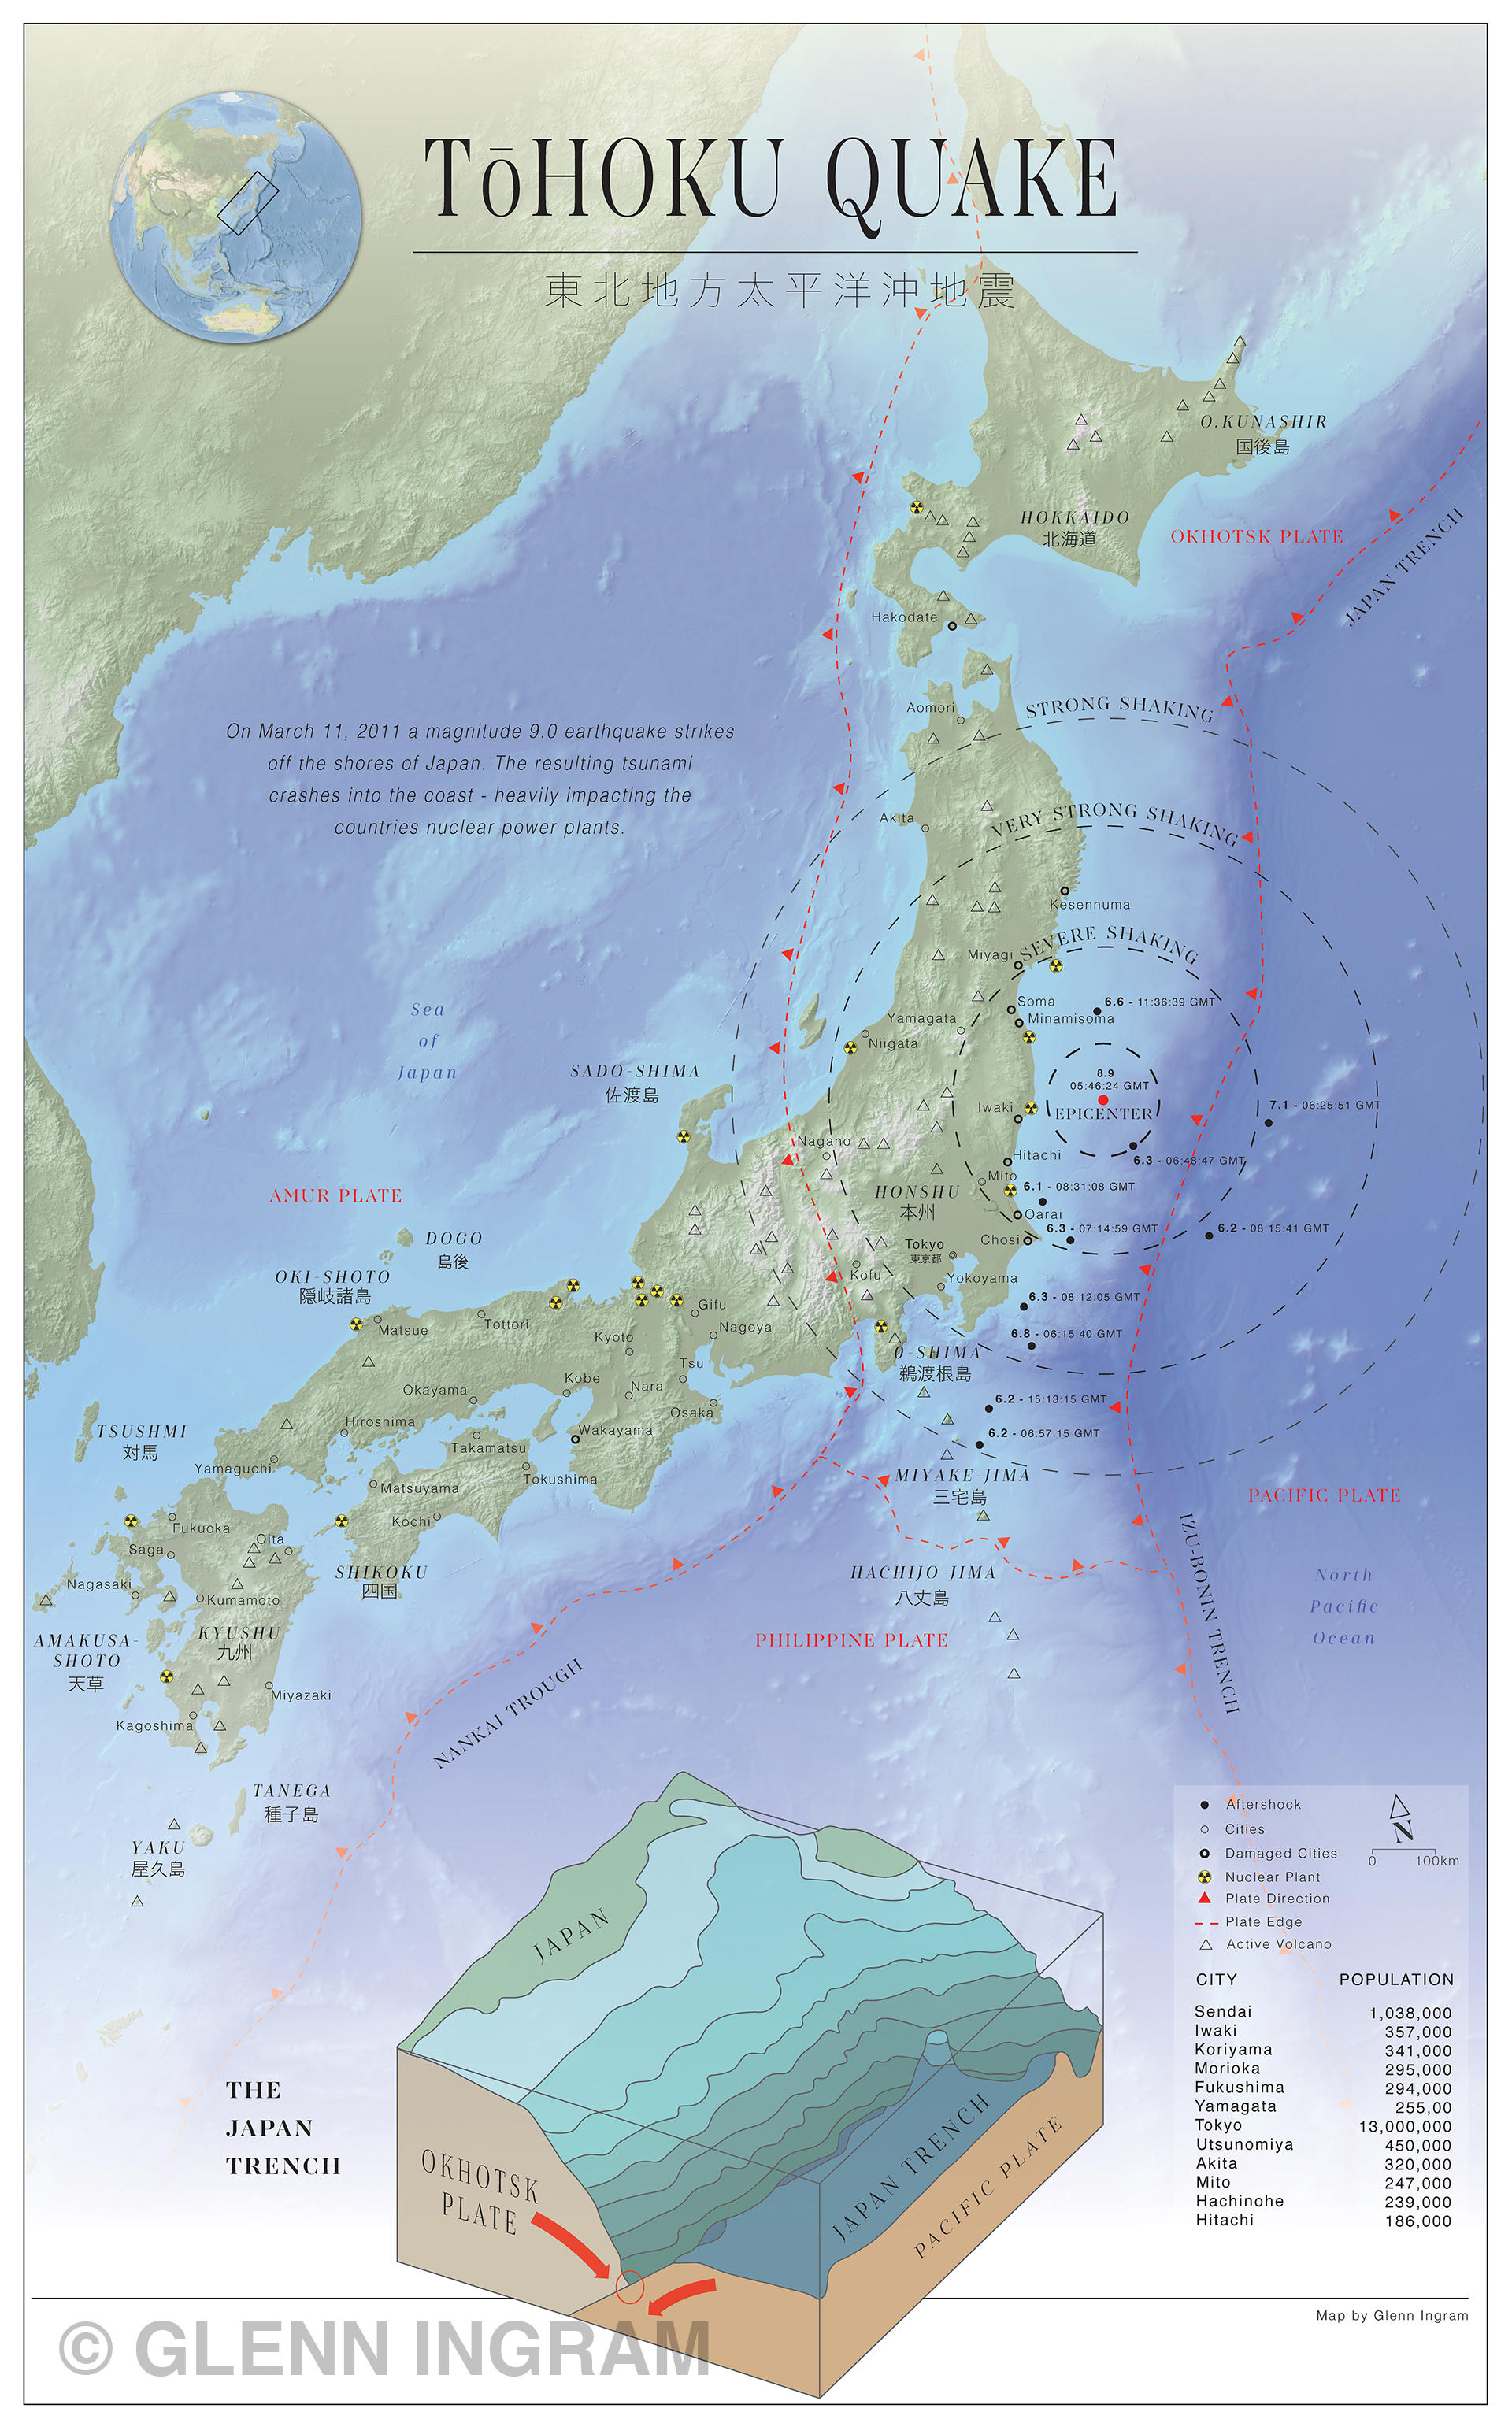 TōHOKU QUAKE
東北地方太平洋沖地震
O.KUNASHIR
国後島
HOKKAIDO
北海道
OKHOTSK PLATE
JAPAN TRENCH
Hakodate
Aomori
STRONG SHAKING
On March 11, 2011 a magnitude 9.0 earthquake strikes
off the shores of Japan. The resulting tsunami
crashes into the coast - heavily impacting the
countries nuclear power plants.
Akita
VERY STRONG SHAKING
Kesennuma
SEVERE SHAKING
Miyagi
Sea
of
Japan
Soma
6.6 - 11:36:39 GMT
Minamisoma
Yamagata
Niigata
SADO-SHIMA
佐渡島
8.9
05:46:24 GMT
EPICENTER
Iwaki
7.1 - 06:25:51 GMT
Nagano
Hitachi
6.3 - 06:48:47 GMT
Mito
6.1 - 08:31:08 GMT
AMUR PLATE
HONSHU
本州
Oarai
6.3 - 07:14:59 GMT
6.2 - 08:15:41 GMT
DOGO
島後
Chosi
Tokyo
東京都
OKI-SHOTO
隠岐諸島
Kofu
Yokoyama
6.3 - 08:12:05 GMT
Gifu
Matsue
Tottori
Nagoya
Kyoto
6.8 - 06:15:40 GMT
O-SHIMA
鵜渡根島
Tsu
Kobe
Nara
Okayama
Osaka
6.2 - 15:13:15 GMT
Hiroshima
Wakayama
6.2 - 06:57:15 GMT
TSUSHMI
対馬
Takamatsu
Yamaguchi
Tokushima
MIYAKE-JIMA
三宅島
Matsuyama
PACIFIC PLATE
Fukuoka
Kochi
Oita
Saga
IZU-BONIN TRENCH
SHIKOKU
四国
HACHIJO-JIMA
八丈島
Nagasaki
Kumamoto
North
Pacific
Ocean
KYUSHU
九州
AMAKUSA-
SHOTO
天草
PHILIPPINE PLATE
NANKAI TROUGH
Miyazaki
Kagoshima
TANEGA
種子島
YAKU
屋久島
Aftershock
Cities
Damaged Cities
Nuclear Plant
Plate Direction
Plate Edge
Active Volcano
N
0 100km
CITY POPULATION
Sendai 1,038,000
Iwaki 357,000
Koriyama 341,000
Morioka 295,000
Fukushima 294,000
Yamagata 255,00
Tokyo 13,000,000
Utsunomiya 450,000
Akita 320,000
Mito 247,000
Hachinohe 239,000
Hitachi 186,000
THE
JAPAN
TRENCH
JAPAN
OKHOTSK
PLATE
JAPAN TRENCH
PACIFIC PLATE
Map by Glenn Ingram
© GLENN INGRAM